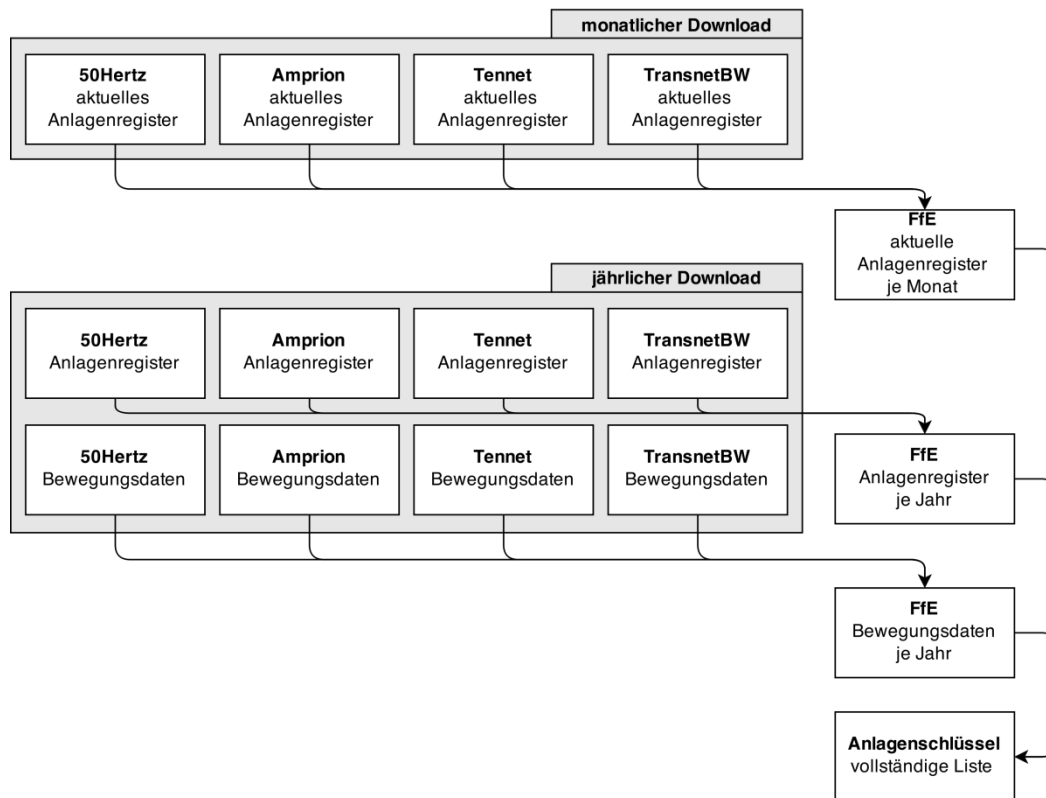 monatlicher Download
50Hertz
aktuelles
Anlagenregister
Amprion
aktuelles
Anlagenregister
Tennet
aktuelles
Anlagenregister
TransnetBW
aktuelles
Anlagenregister
FfE
aktuelle
Anlagenregister
je Monat
jährlicher Download
50Hertz
Anlagenregister
Amprion
Anlagenregister
Tennet
Anlagenregister
TransnetBW
Anlagenregister
50Hertz
Bewegungsdaten
Amprion
Bewegungsdaten
Tennet
Bewegungsdaten
TransnetBW
Bewegungsdaten
FfE
Anlagenregister
je Jahr
FfE
Bewegungsdaten
je Jahr
Anlagenschlüssel
vollständige Liste